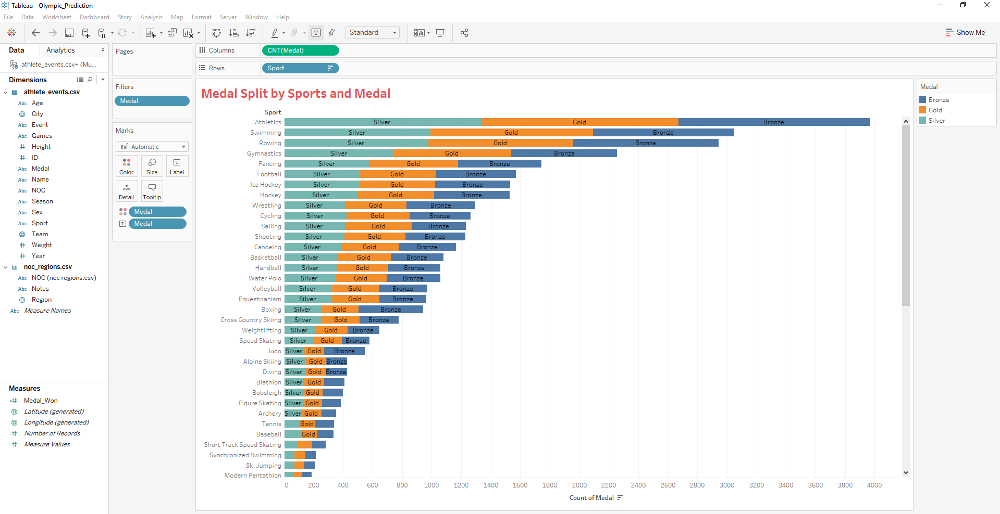 Tableau - Olympic_Prediction
File Data Worksheet Dashboard Story Analysis Map Format Server Window Help
Standard
Show Me
Data Analytics
athlete_events.csv+ (Mu...
Dimensions
athlete_events.csv
Abc Age
City
Abc Event
Abc Games
# Height
# ID
Abc Medal
Abc Name
Abc NOC
Abc Season
Abc Sex
Abc Sport
Team
# Weight
# Year
noc_regions.csv
Abc NOC (noc regions.csv)
Abc Notes
Region
Abc Measure Names
Measures
=# Medal_Won
Latitude (generated)
Longitude (generated)
=# Number of Records
# Measure Values
Pages
Filters
Medal
Marks
Automatic
Color Size T Label
Detail Tooltip
Medal
T Medal
Columns CNT(Medal)
Rows Sport
Medal Split by Sports and Medal
Sport
Athletics Silver Gold Bronze
Swimming Silver Gold Bronze
Rowing Silver Gold Bronze
Gymnastics Silver Gold Bronze
Fencing Silver Gold Bronze
Football Silver Gold Bronze
Ice Hockey Silver Gold Bronze
Hockey Silver Gold Bronze
Wrestling Silver Gold Bronze
Cycling Silver Gold Bronze
Sailing Silver Gold Bronze
Shooting Silver Gold Bronze
Canoeing Silver Gold Bronze
Basketball Silver Gold Bronze
Handball Silver Gold Bronze
Water Polo Silver Gold Bronze
Volleyball Silver Gold Bronze
Equestrianism Silver Gold Bronze
Boxing Silver Gold Bronze
Cross Country Skiing Silver Gold Bronze
Weightlifting Silver Gold Bronze
Speed Skating Silver Gold Bronze
Judo Silver Gold Bronze
Alpine Skiing Silver Gold Bronze
Diving Silver Gold Bronze
Biathlon Silver Gold
Bobsleigh Silver Gold
Figure Skating Silver Gold
Archery Silver Gold
Tennis Gold
Baseball Gold
Short Track Speed Skating
Synchronized Swimming
Ski Jumping
Modern Pentathlon
0 200 400 600 800 1000 1200 1400 1600 1800 2000 2200 2400 2600 2800 3000 3200 3400 3600 3800 4000
Count of Medal
Medal
Bronze
Gold
Silver